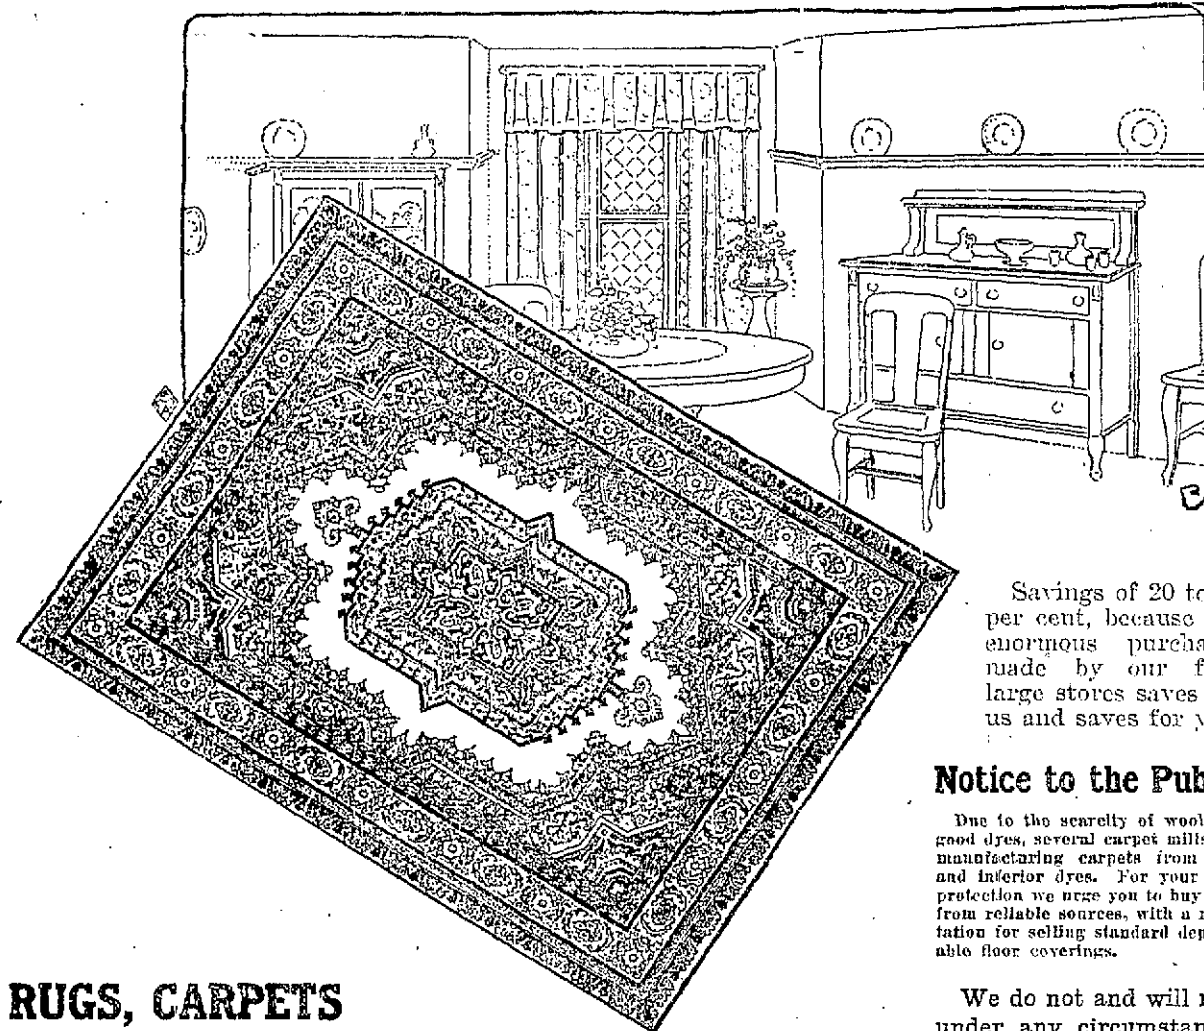 Savings of 20 to
per cent, because
enormous purcha
made by our f
large stores saves
us and saves for y
Notice to the Pub
Due to the scarcity of wool
good dyes, several carpet mills
manufacturing carpets from
and inferior dyes. For your
protection we urge you to buy
from reliable sources, with a r
tation for selling standard dep
able floor coverings.
We do not and will n
under any circumstan
RUGS, CARPETS